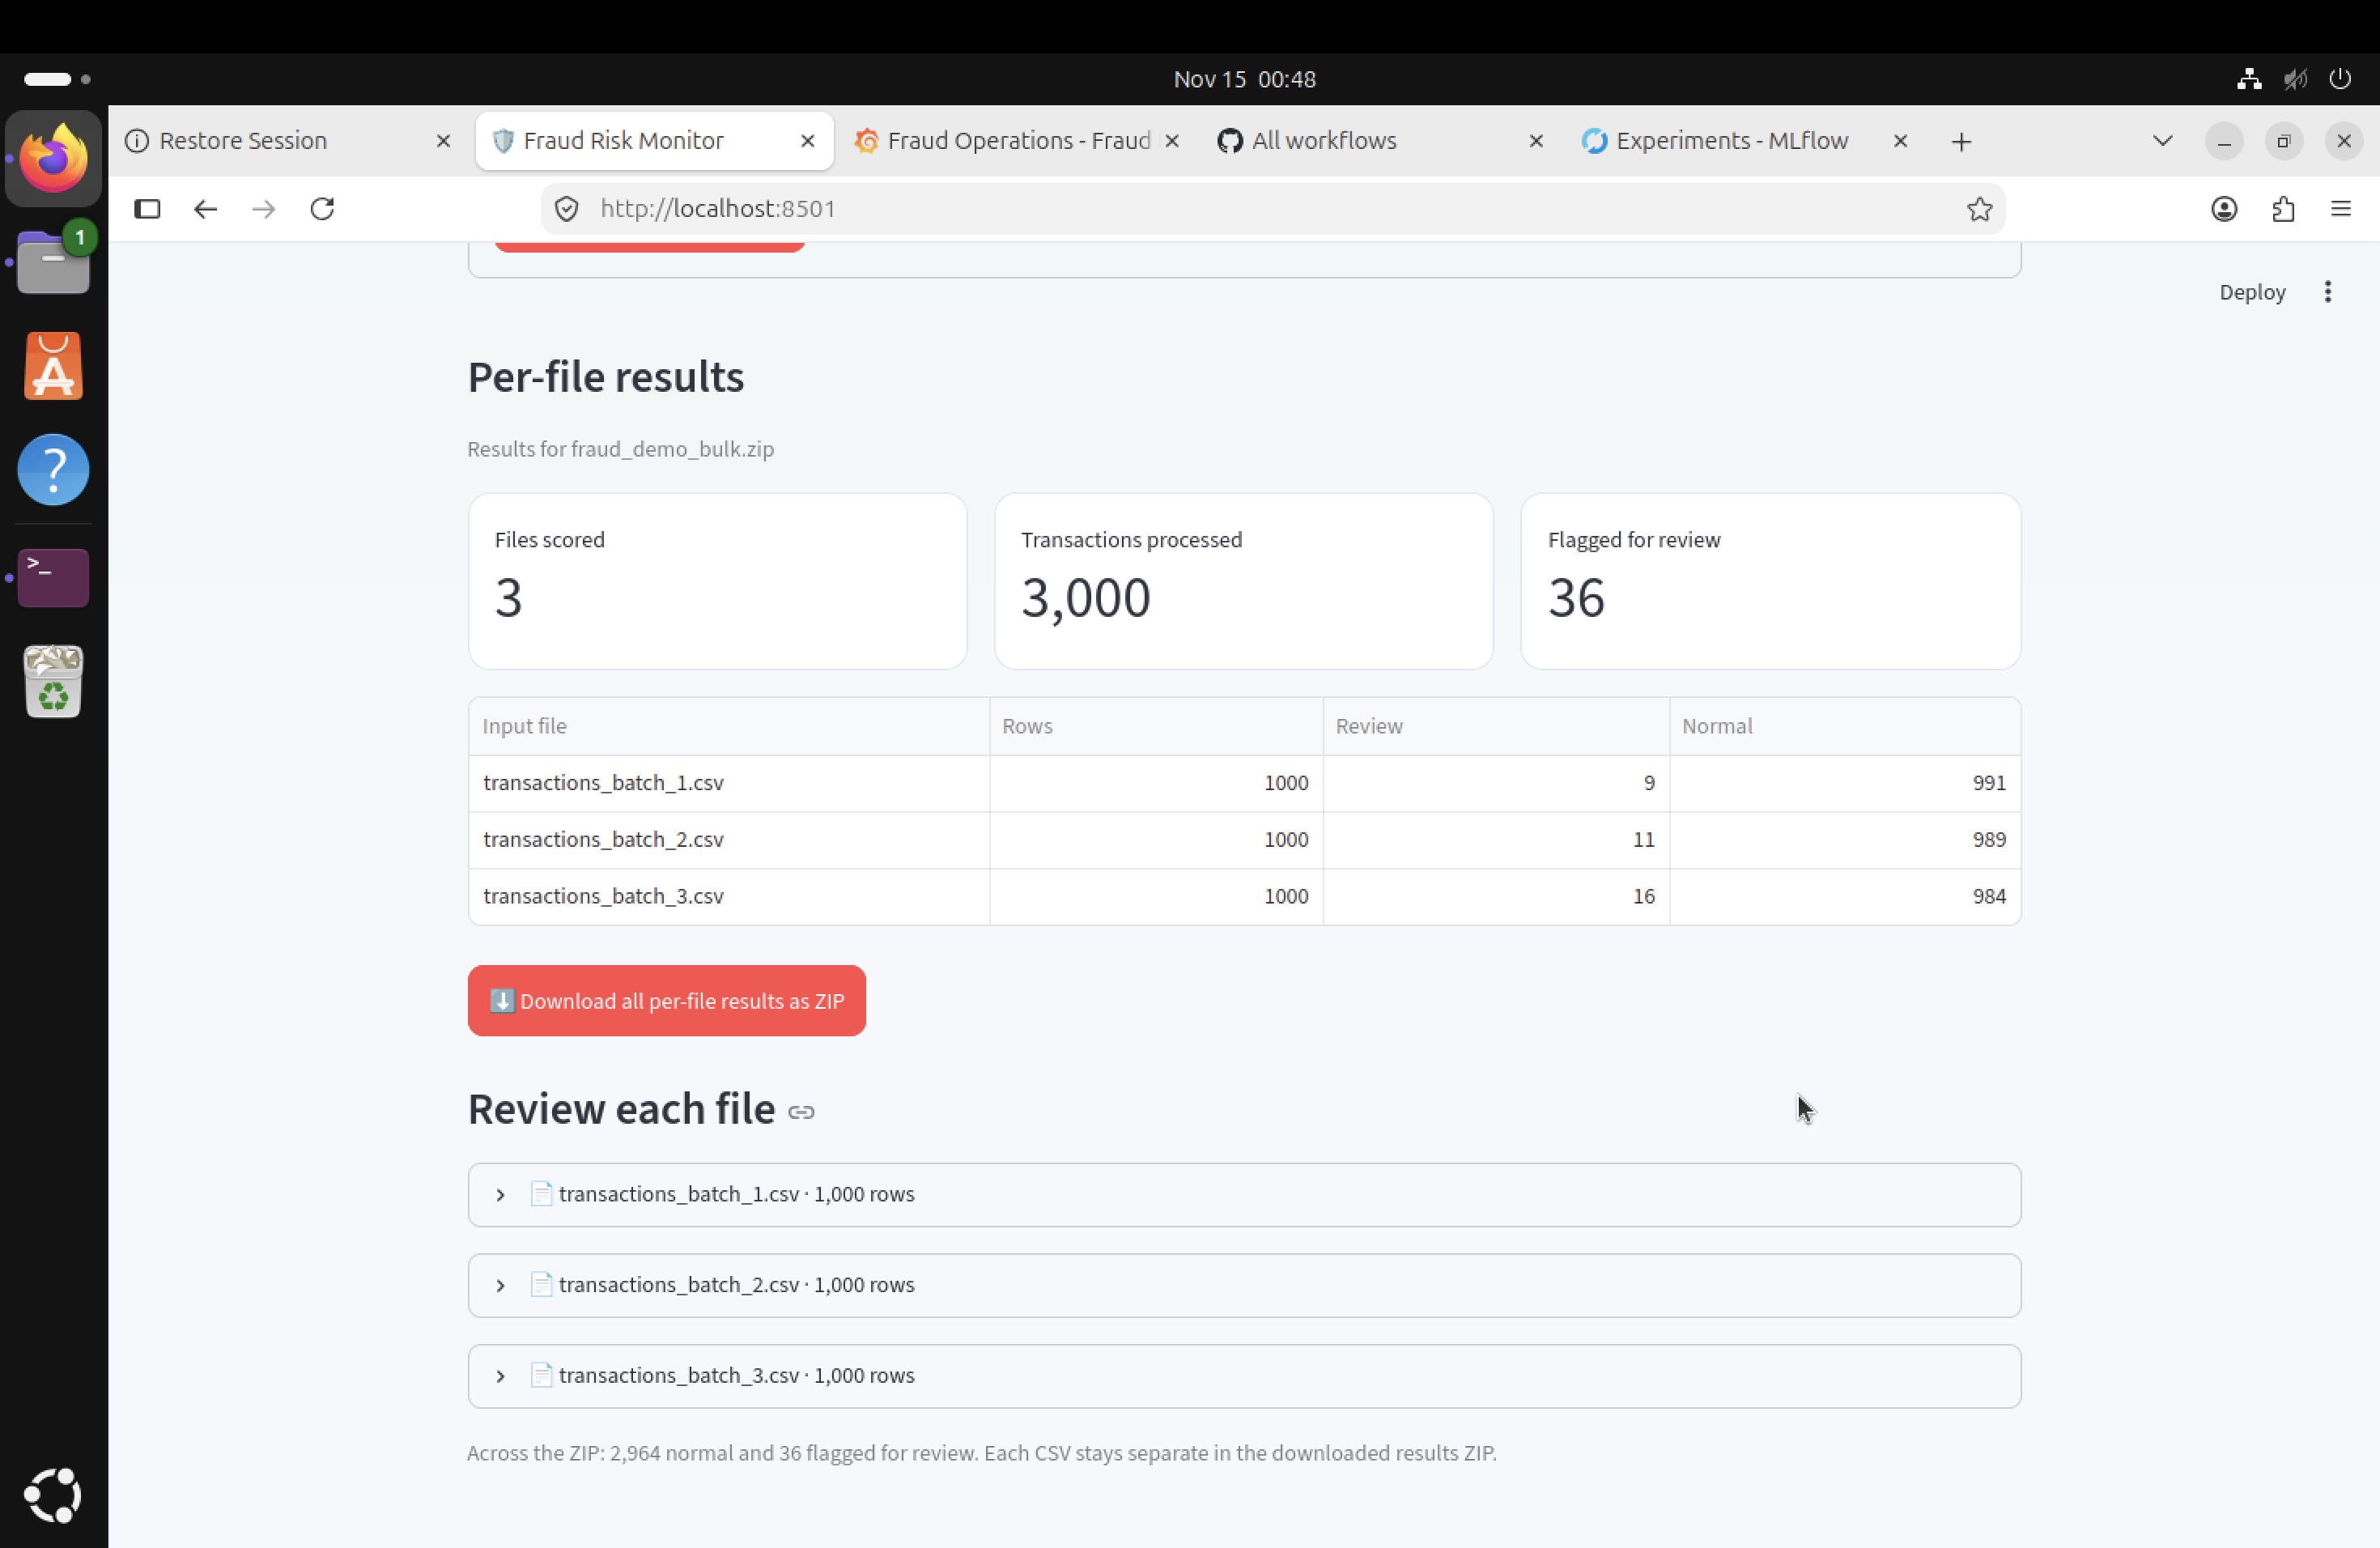 Nov 15 00:48
Restore Session
Fraud Risk Monitor
Fraud Operations - Fraud
All workflows
Experiments - MLflow
1
http://localhost:8501
Deploy
Per-file results
Results for fraud_demo_bulk.zip
Files scored
3
Transactions processed
3,000
Flagged for review
36
Input file Rows Review Normal
transactions_batch_1.csv 1000 9 991
transactions_batch_2.csv 1000 11 989
transactions_batch_3.csv 1000 16 984
Download all per-file results as ZIP
Review each file
transactions_batch_1.csv · 1,000 rows
transactions_batch_2.csv · 1,000 rows
transactions_batch_3.csv · 1,000 rows
Across the ZIP: 2,964 normal and 36 flagged for review. Each CSV stays separate in the downloaded results ZIP.